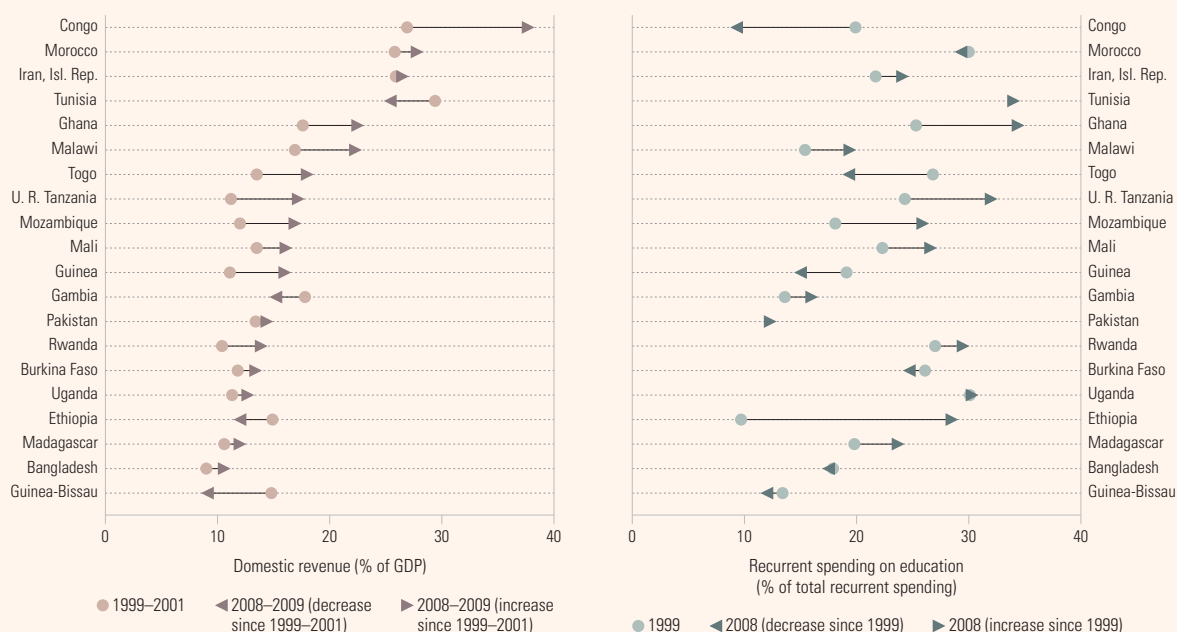 Congo
Morocco
Iran, Isl. Rep.
Tunisia
Ghana
Malawi
Togo
U. R. Tanzania
Mozambique
Mali
Guinea
Gambia
Pakistan
Rwanda
Burkina Faso
Uganda
Ethiopia
Madagascar
Bangladesh
Guinea-Bissau
0 10 20 30 40
Domestic revenue (% of GDP)
1999–2001
2008–2009 (decrease
since 1999–2001)
2008–2009 (increase
since 1999–2001)
Congo
Morocco
Iran, Isl. Rep.
Tunisia
Ghana
Malawi
Togo
U. R. Tanzania
Mozambique
Mali
Guinea
Gambia
Pakistan
Rwanda
Burkina Faso
Uganda
Ethiopia
Madagascar
Bangladesh
Guinea-Bissau
0 10 20 30 40
Recurrent spending on education
(% of total recurrent spending)
1999
2008 (decrease since 1999)
2008 (increase since 1999)